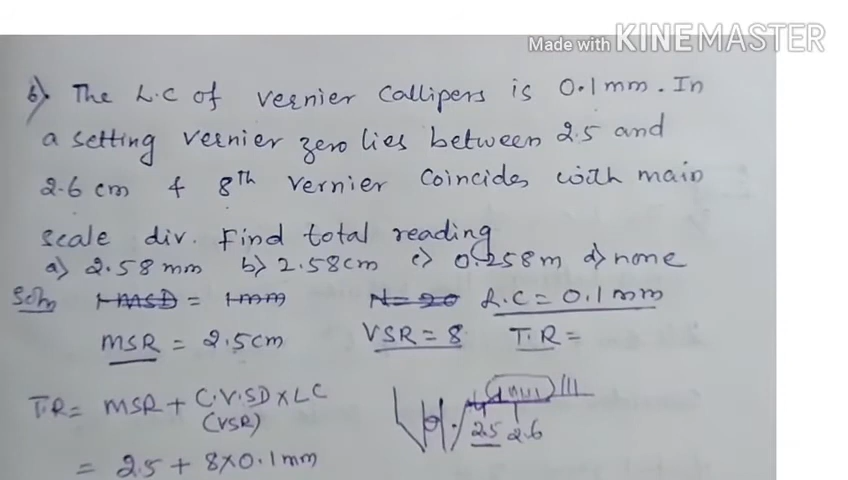 Made with KINEMASTER
6) The L.C of vernier Callipers is 0.1mm. In
a setting vernier zero lies between 2.5 and
2.6 cm & 8TH vernier Coincides with main
scale div. Find total reading
a) 2.58mm b) 2.58cm c) 0.258m d) none
Soln 1 MSD = 1mm N = 20 L.C = 0.1 mm
MSR = 2.5cm VSR = 8 T.R =
T.R = MSR + C.V.SD X LC
(VSR)
2.5 2.6
= 2.5 + 8X0.1mm